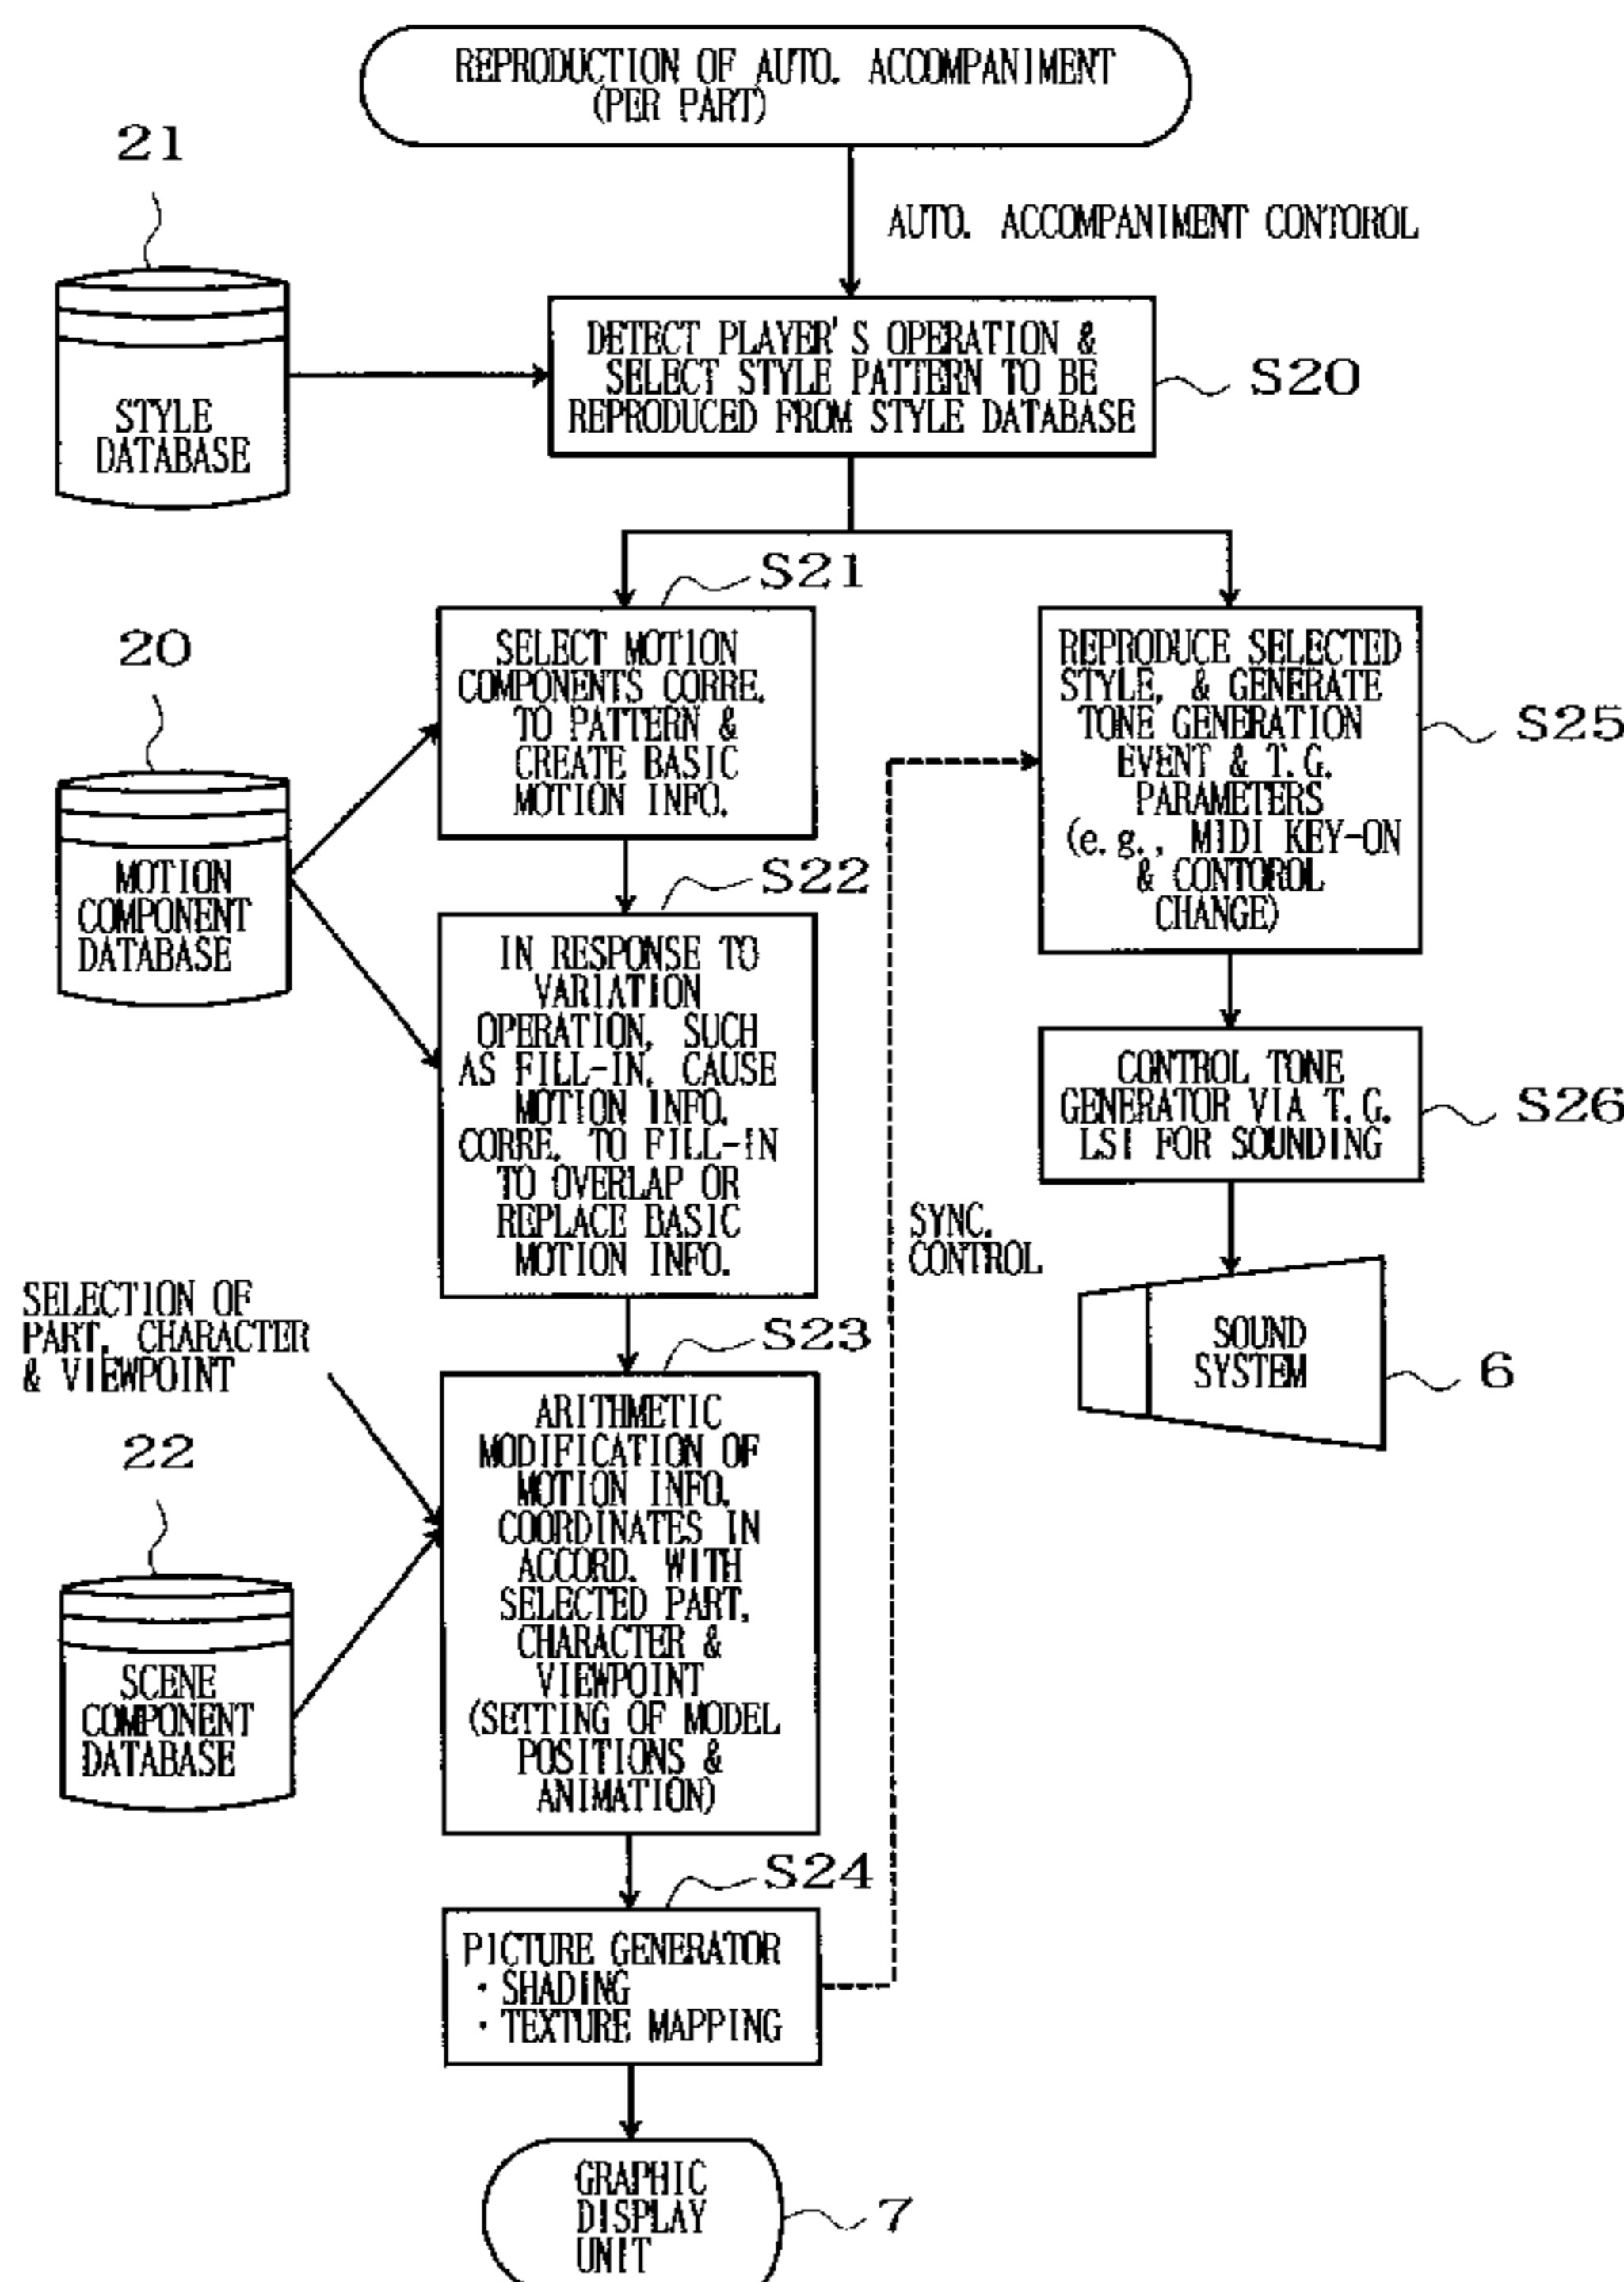 REPRODUCTION OF AUTO. ACCOMPANIMENT
(PER PART)
AUTO. ACCOMPANIMENT CONTOROL
21
STYLE
DATABASE
DETECT PLAYER'S OPERATION &
SELECT STYLE PATTERN TO BE
REPRODUCED FROM STYLE DATABASE
S20
S21
SELECT MOTION
COMPONENTS CORRE.
TO PATTERN &
CREATE BASIC
MOTION INFO.
20
MOTION
COMPONENT
DATABASE
S22
IN RESPONSE TO
VARIATION
OPERATION, SUCH
AS FILL-IN, CAUSE
MOTION INFO.
CORRE. TO FILL-IN
TO OVERLAP OR
REPLACE BASIC
MOTION INFO.
SELECTION OF
PART, CHARACTER
& VIEWPOINT
22
SCENE
COMPONENT
DATABASE
S23
ARITHMETIC
MODIFICATION OF
MOTION INFO.
COORDINATES IN
ACCORD. WITH
SELECTED PART,
CHARACTER &
VIEWPOINT
(SETTING OF MODEL
POSITIONS &
ANIMATION)
S24
PICTURE GENERATOR
・SHADING
・TEXTURE MAPPING
GRAPHIC
DISPLAY
UNIT
7
SYNC.
CONTROL
REPRODUCE SELECTED
STYLE, & GENERATE
TONE GENERATION
EVENT & T.G.
PARAMETERS
(e.g., MIDI KEY-ON
& CONTOROL
CHANGE)
S25
CONTROL TONE
GENERATOR VIA T.G.
LSI FOR SOUNDING
S26
SOUND
SYSTEM
6